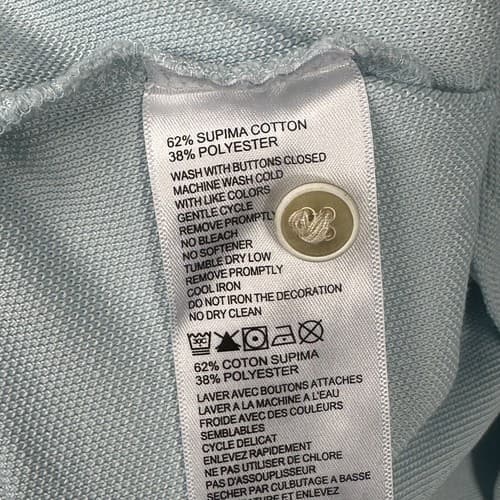 62% SUPIMA COTTON
38% POLYESTER
WASH WITH BUTTONS CLOSED
MACHINE WASH COLD
WITH LIKE COLORS
GENTLE CYCLE
REMOVE PROMPTLY
NO BLEACH
NO SOFTENER
TUMBLE DRY LOW
REMOVE PROMPTLY
COOL IRON
DO NOT IRON THE DECORATION
NO DRY CLEAN
62% COTON SUPIMA
38% POLYESTER
LAVER AVEC BOUTONS ATTACHES
LAVER A LA MACHINE A L'EAU
FROIDE AVEC DES COULEURS
SEMBLABLES
CYCLE DELICAT
ENLEVEZ RAPIDEMENT
NE PAS UTILISER DE CHLORE
PAS D'ASSOUPLISSEUR
SECHER PAR CULBUTAGE A BASSE
ET ENLEVEZ